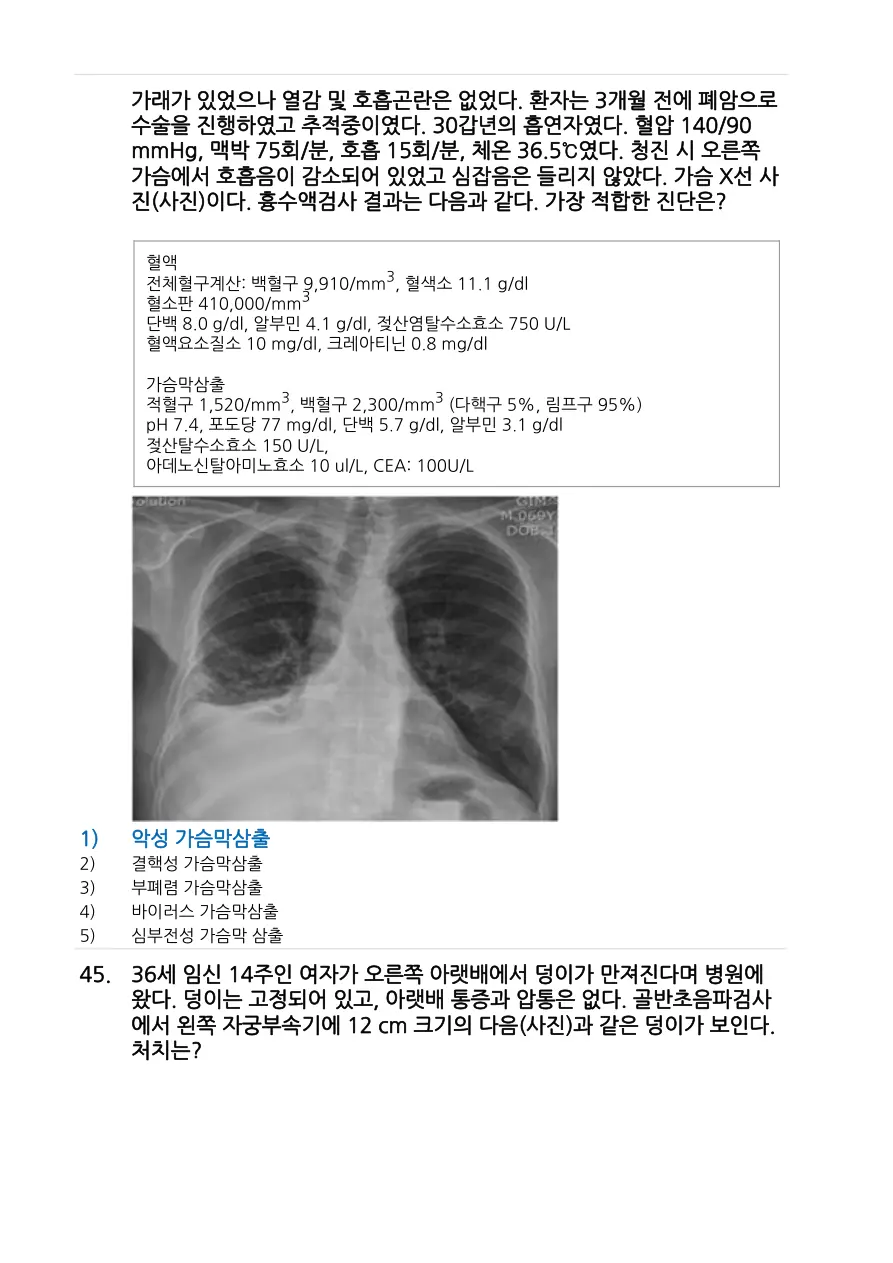 가래가 있었으나 열감 및 호흡곤란은 없었다. 환자는 3개월 전에 폐암으로
수술을 진행하였고 추적중이였다. 30갑년의 흡연자였다. 혈압 140/90
mmHg, 맥박 75회/분, 호흡 15회/분, 체온 36.5℃였다. 청진 시 오른쪽
가슴에서 호흡음이 감소되어 있었고 심잡음은 들리지 않았다. 가슴 X선 사
진(사진)이다. 흉수액검사 결과는 다음과 같다. 가장 적합한 진단은?
혈액
전체혈구계산: 백혈구 9,910/mm³, 혈색소 11.1 g/dl
혈소판 410,000/mm³
단백 8.0 g/dl, 알부민 4.1 g/dl, 젖산염탈수소효소 750 U/L
혈액요소질소 10 mg/dl, 크레아티닌 0.8 mg/dl
가슴막삼출
적혈구 1,520/mm³, 백혈구 2,300/mm³ (다핵구 5%, 림프구 95%)
pH 7.4, 포도당 77 mg/dl, 단백 5.7 g/dl, 알부민 3.1 g/dl
젖산탈수소효소 150 U/L,
아데노신탈아미노효소 10 ul/L, CEA: 100U/L
olution
M 069Y
1) 악성 가슴막삼출
2) 결핵성 가슴막삼출
3) 부폐렴 가슴막삼출
4) 바이러스 가슴막삼출
5) 심부전성 가슴막 삼출
45. 36세 임신 14주인 여자가 오른쪽 아랫배에서 덩이가 만져진다며 병원에
왔다. 덩이는 고정되어 있고, 아랫배 통증과 압통은 없다. 골반초음파검사
에서 왼쪽 자궁부속기에 12 cm 크기의 다음(사진)과 같은 덩이가 보인다.
처치는?